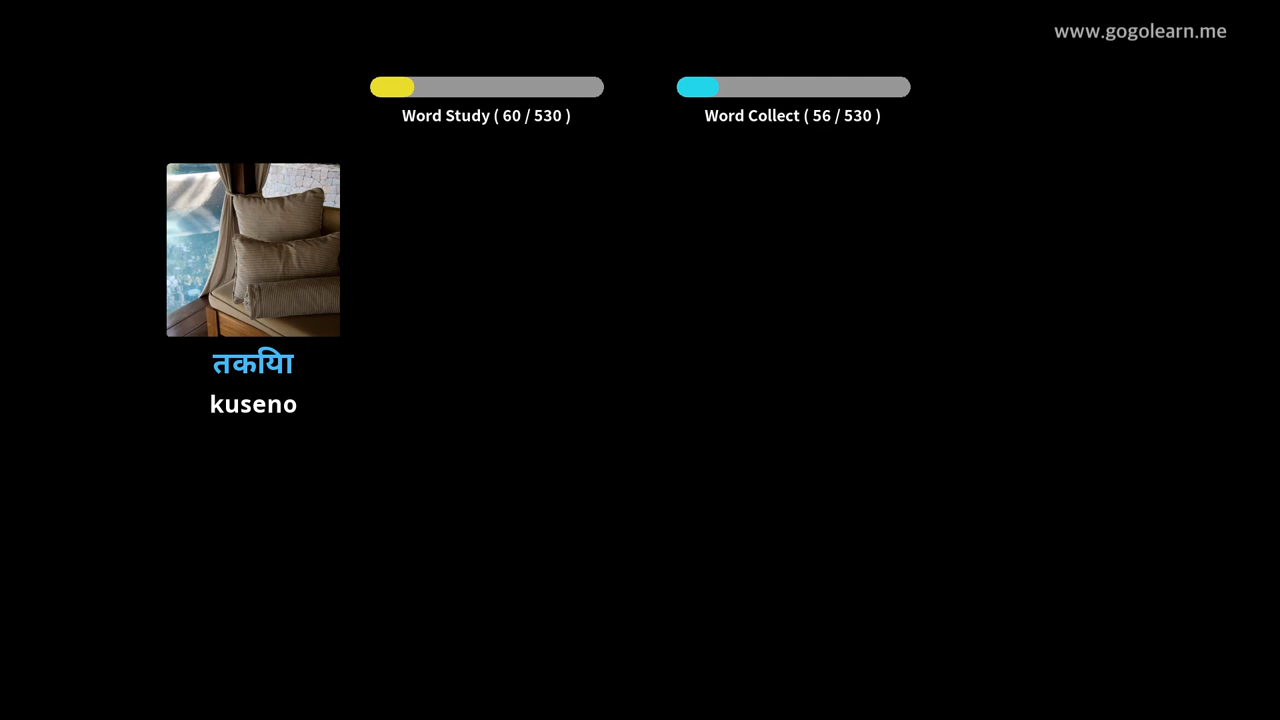 www.gogolearn.me
Word Study ( 60 / 530 )
Word Collect ( 56 / 530 )
तकिया
kuseno